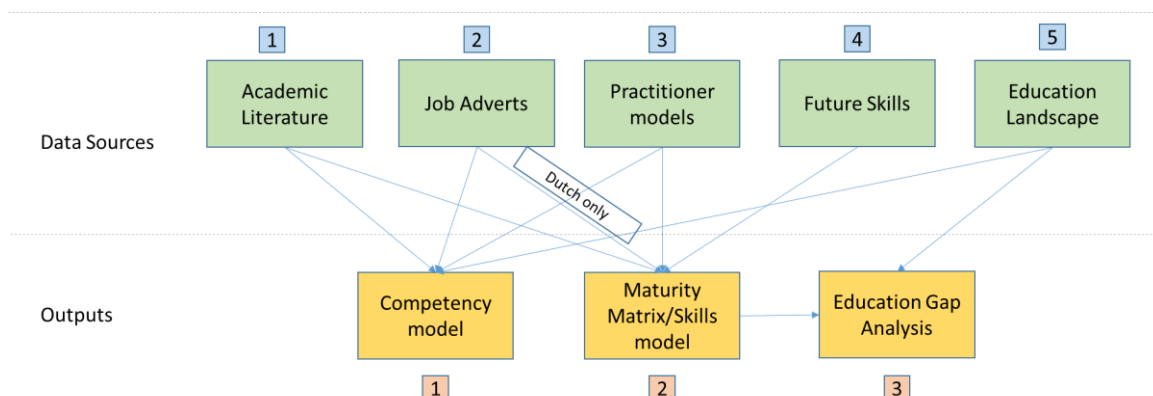 1
2
3
4
5
Academic
Literature
Job Adverts
Practitioner
models
Future Skills
Education
Landscape
Data Sources
Dutch only
Outputs
Competency
model
Maturity
Matrix/Skills
model
Education Gap
Analysis
1
2
3